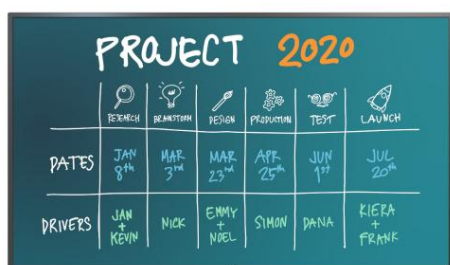 PROJECT 2020
RESEARCH BRAINSTORM DESIGN PRODUCTION TEST LAUNCH
DATES JAN 8th MAR 3rd MAR 23rd APR 25th JUN 1st JUL 20th
DRIVERS JAN + KEVIN NICK EMMY + NOEL SIMON DANA KIERA + FRANK